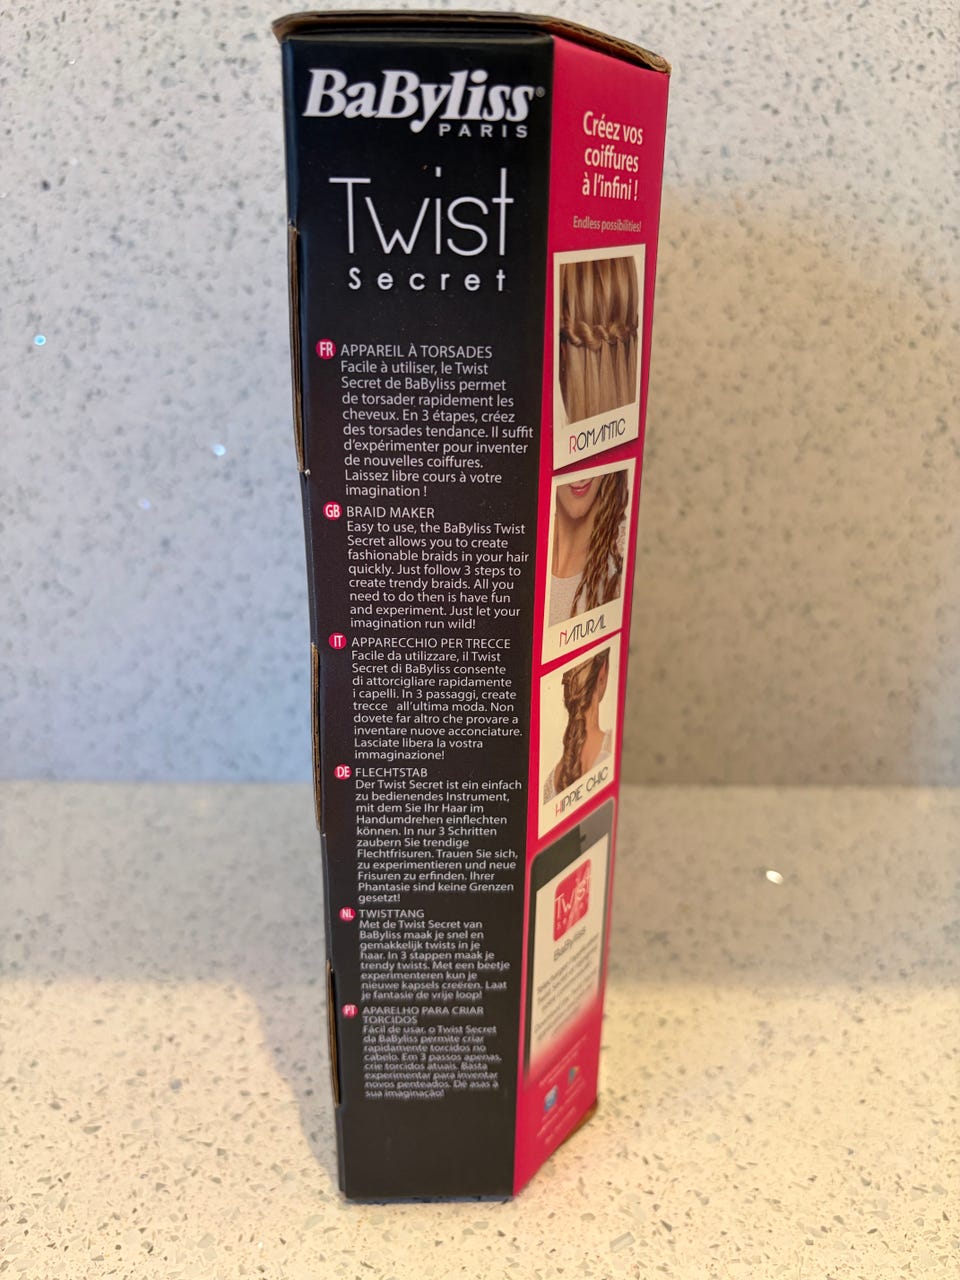 BaByliss®
PARIS
Twist
Secret
FR APPAREIL À TORSADES
Facile à utiliser, le Twist
Secret de BaByliss permet
de torsader rapidement les
cheveux. En 3 étapes, créez
des torsades tendance. Il suffit
d'expérimenter pour inventer
de nouvelles coiffures.
Laissez libre cours à votre
imagination !
GB BRAID MAKER
Easy to use, the BaByliss Twist
Secret allows you to create
fashionable braids in your hair
quickly. Just follow 3 steps to
create trendy braids. All you
need to do then is have fun
and experiment. Just let your
imagination run wild!
IT APPARECCHIO PER TRECCE
Facile da utilizzare, il Twist
Secret di BaByliss consente
di attorcigliare rapidamente
i capelli. In 3 passaggi, create
trecce all'ultima moda. Non
dovete far altro che provare a
inventare nuove acconciature.
Lasciate libera la vostra
immaginazione!
DE FLECHTSTAB
Der Twist Secret ist ein einfach
zu bedienendes Instrument,
mit dem Sie Ihr Haar im
Handumdrehen einflechten
können. In nur 3 Schritten
zaubern Sie trendige
Flechtfrisuren. Trauen Sie sich,
zu experimentieren und neue
Frisuren zu erfinden. Ihrer
Phantasie sind keine Grenzen
gesetzt!
NL TWISTTANG
Met de Twist Secret van
BaByliss maak je snel en
gemakkelijk twists in je
haar. In 3 stappen maak je
trendy twists. Met een beetje
experimenteren kun je
nieuwe kapsels creëren. Laat
je fantasie de vrije loop!
PT APARELHO PARA CRIAR
TORCIDOS
Fácil de usar, o Twist Secret
da BaByliss permite criar
rapidamente torcidos no
cabelo. Em 3 passos apenas,
crie torcidos atuais. Basta
experimentar para inventar
novos penteados. Dê asas à
sua imaginação!
Créez vos
coiffures
à l'infini !
Endless possibilities!
ROMANTIC
NATURAL
HIPPIE CHIC
Twist
BaByliss